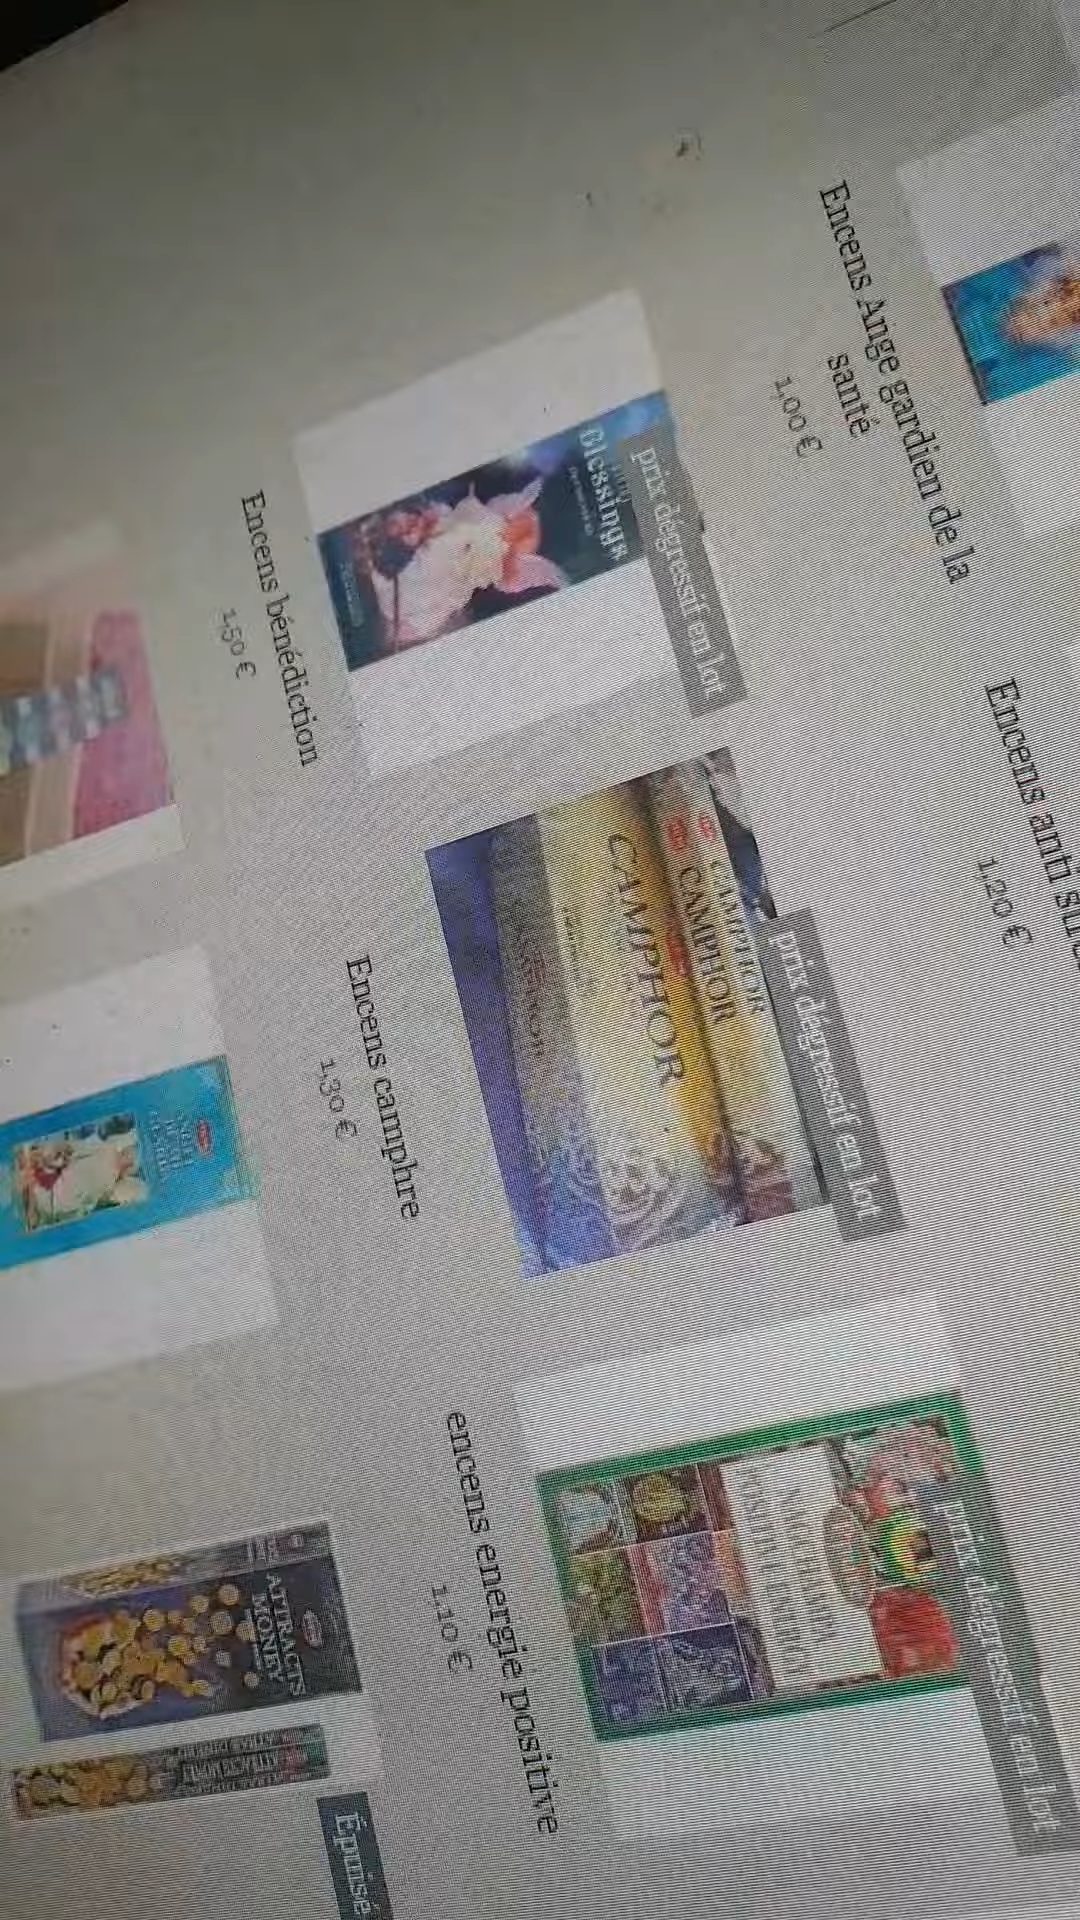 Encens Ange gardien de la
santé
1,00 €
Encens anti
1,20 €
prix dégressif en lot
Blessings
Encens bénédiction
1,50 €
prix dégressif en lot
CAMPHOR
CAMPHOR
CAMPHOR
Encens camphre
1,30 €
prix dégressif en lot
encens energie positive
1,10 €
ATTRACTS
MONEY
Épuisé